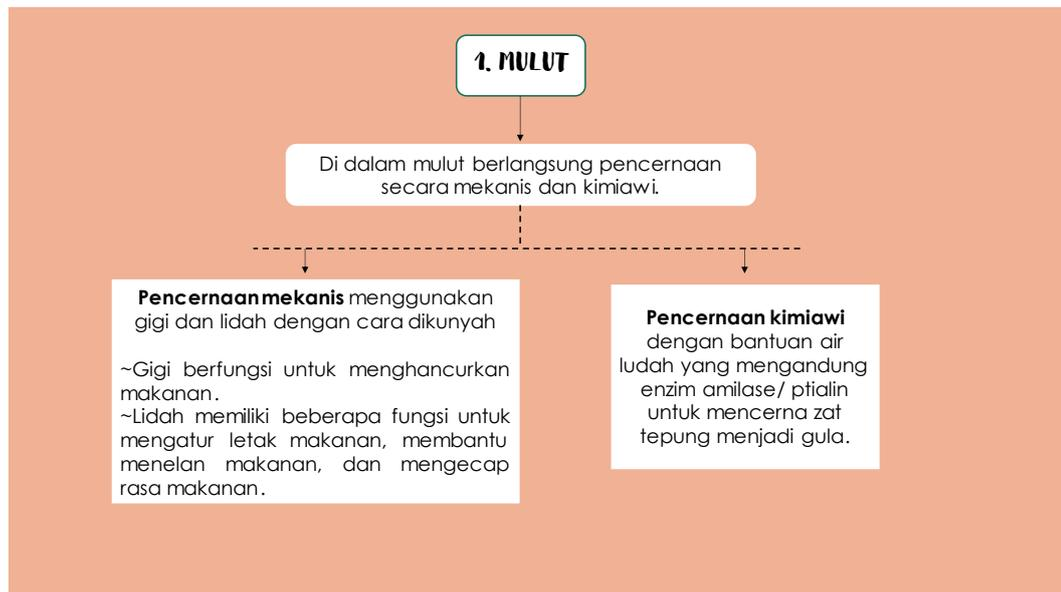 1. MULUT
Di dalam mulut berlangsung pencernaan
secara mekanis dan kimiawi.
Pencernaan mekanis menggunakan
gigi dan lidah dengan cara dikunyah
~Gigi berfungsi untuk menghancurkan
makanan.
~Lidah memiliki beberapa fungsi untuk
mengatur letak makanan, membantu
menelan makanan, dan mengecap
rasa makanan.
Pencernaan kimiawi
dengan bantuan air
ludah yang mengandung
enzim amilase/ ptialin
untuk mencerna zat
tepung menjadi gula.